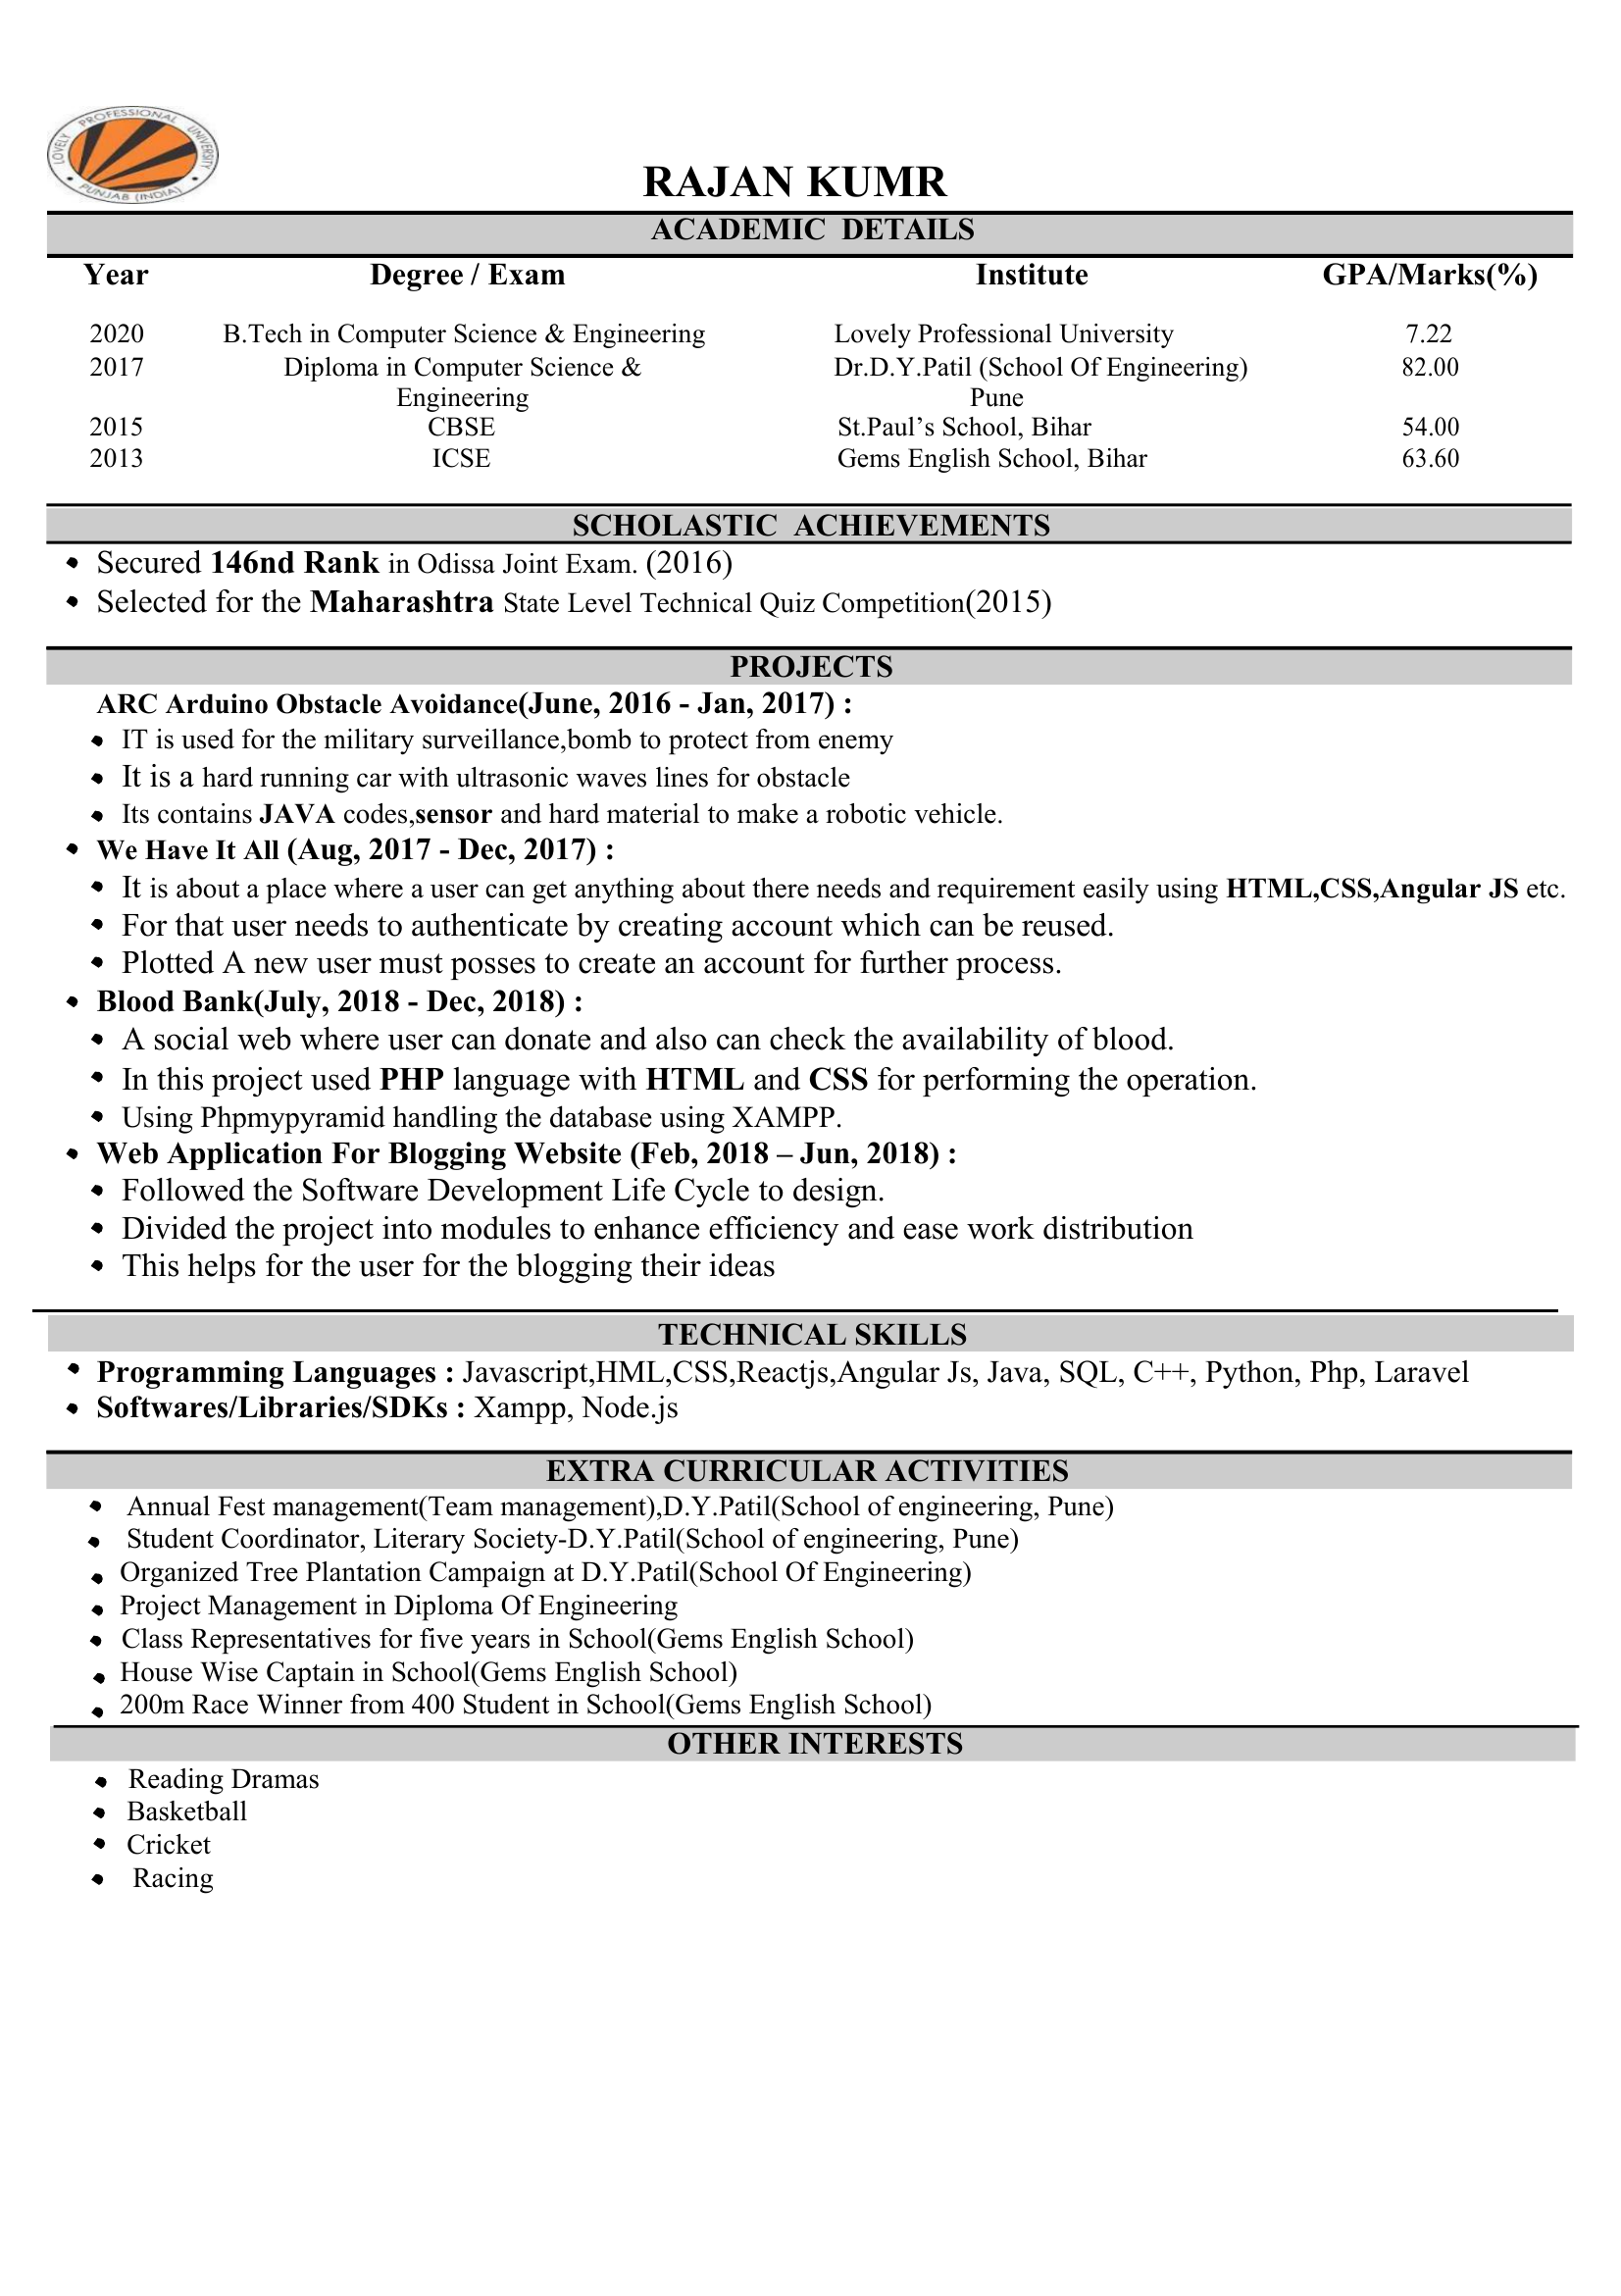 LOVELY PROFESSIONAL UNIVERSITY
PUNJAB (INDIA)
RAJAN KUMR
ACADEMIC DETAILS
Year Degree / Exam Institute GPA/Marks(%)
2020 B.Tech in Computer Science & Engineering Lovely Professional University 7.22
2017 Diploma in Computer Science & Dr.D.Y.Patil (School Of Engineering) 82.00
Engineering Pune
2015 CBSE St.Paul’s School, Bihar 54.00
2013 ICSE Gems English School, Bihar 63.60
SCHOLASTIC ACHIEVEMENTS
• Secured 146nd Rank in Odissa Joint Exam. (2016)
• Selected for the Maharashtra State Level Technical Quiz Competition(2015)
PROJECTS
ARC Arduino Obstacle Avoidance(June, 2016 - Jan, 2017) :
• IT is used for the military surveillance,bomb to protect from enemy
• It is a hard running car with ultrasonic waves lines for obstacle
• Its contains JAVA codes,sensor and hard material to make a robotic vehicle.
• We Have It All (Aug, 2017 - Dec, 2017) :
• It is about a place where a user can get anything about there needs and requirement easily using HTML,CSS,Angular JS etc.
• For that user needs to authenticate by creating account which can be reused.
• Plotted A new user must posses to create an account for further process.
• Blood Bank(July, 2018 - Dec, 2018) :
• A social web where user can donate and also can check the availability of blood.
• In this project used PHP language with HTML and CSS for performing the operation.
• Using Phpmypyramid handling the database using XAMPP.
• Web Application For Blogging Website (Feb, 2018 – Jun, 2018) :
• Followed the Software Development Life Cycle to design.
• Divided the project into modules to enhance efficiency and ease work distribution
• This helps for the user for the blogging their ideas
TECHNICAL SKILLS
• Programming Languages : Javascript,HML,CSS,Reactjs,Angular Js, Java, SQL, C++, Python, Php, Laravel
• Softwares/Libraries/SDKs : Xampp, Node.js
EXTRA CURRICULAR ACTIVITIES
• Annual Fest management(Team management),D.Y.Patil(School of engineering, Pune)
• Student Coordinator, Literary Society-D.Y.Patil(School of engineering, Pune)
• Organized Tree Plantation Campaign at D.Y.Patil(School Of Engineering)
• Project Management in Diploma Of Engineering
• Class Representatives for five years in School(Gems English School)
• House Wise Captain in School(Gems English School)
• 200m Race Winner from 400 Student in School(Gems English School)
OTHER INTERESTS
• Reading Dramas
• Basketball
• Cricket
• Racing